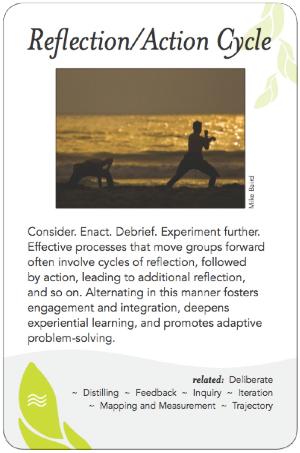 Reflection/Action Cycle
Mike Baird
Consider. Enact. Debrief. Experiment further.
Effective processes that move groups forward
often involve cycles of reflection, followed
by action, leading to additional reflection,
and so on. Alternating in this manner fosters
engagement and integration, deepens
experiential learning, and promotes adaptive
problem-solving.
related: Deliberate
~ Distilling ~ Feedback ~ Inquiry ~ Iteration
~ Mapping and Measurement ~ Trajectory